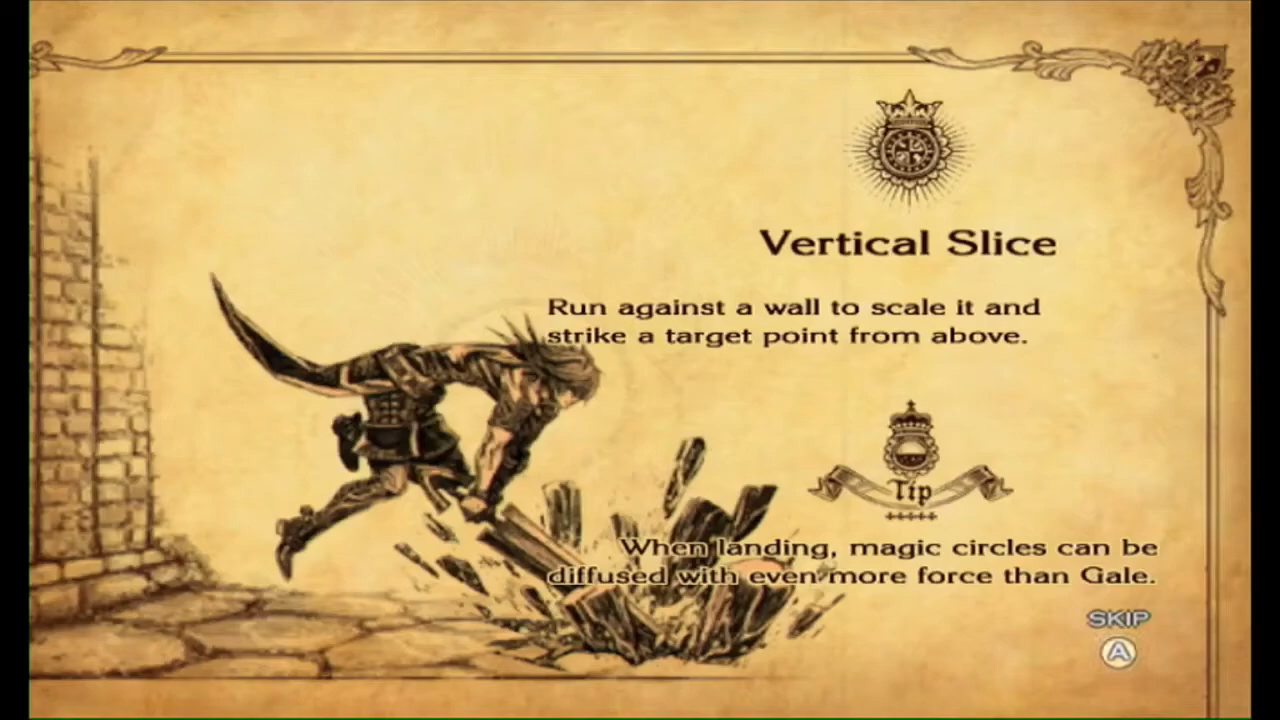 Vertical Slice
Run against a wall to scale it and
strike a target point from above.
Tip
When landing, magic circles can be
diffused with even more force than Gale.
SKIP
A